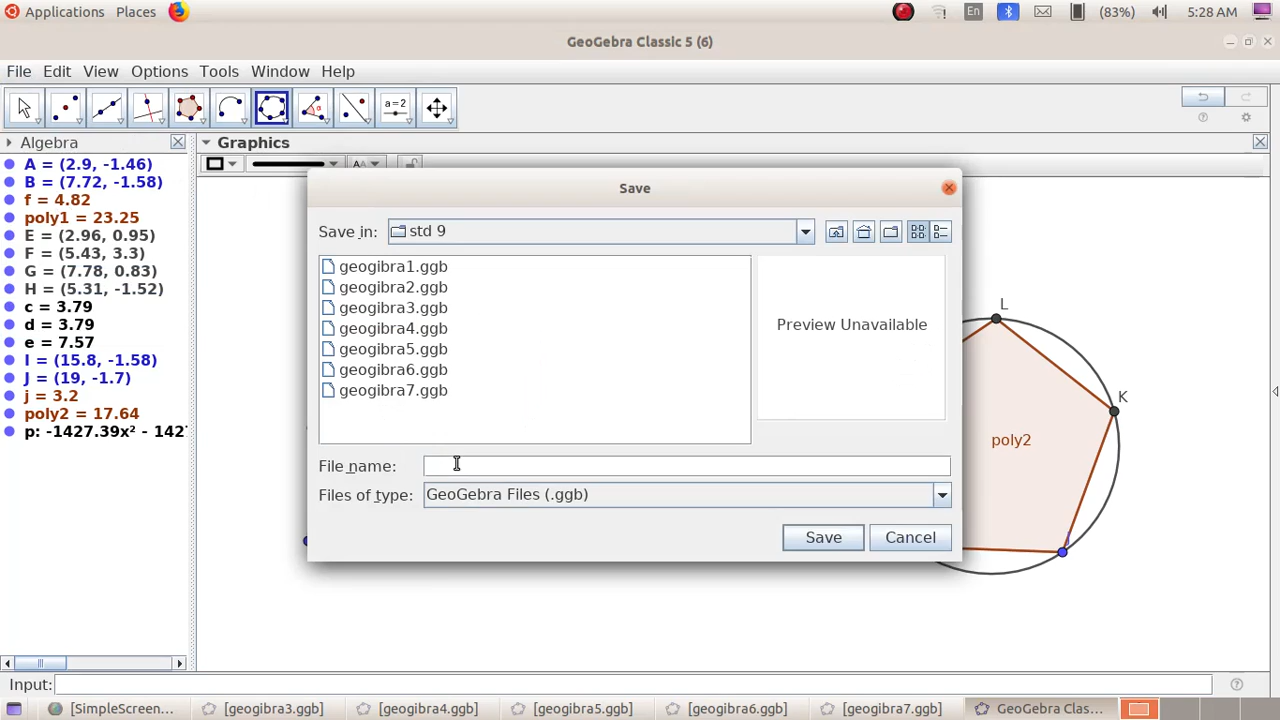 Applications Places En (83%) 5:28 AM
GeoGebra Classic 5 (6)
File Edit View Options Tools Window Help
a=2
Algebra
Graphics
A = (2.9, -1.46)
B = (7.72, -1.58)
f = 4.82
poly1 = 23.25
E = (2.96, 0.95)
F = (5.43, 3.3)
G = (7.78, 0.83)
H = (5.31, -1.52)
c = 3.79
d = 3.79
e = 7.57
I = (15.8, -1.58)
J = (19, -1.7)
j = 3.2
poly2 = 17.64
p: -1427.39x² - 142
AA
Save
Save in: std 9
geogibra1.ggb
geogibra2.ggb
geogibra3.ggb
geogibra4.ggb
geogibra5.ggb
geogibra6.ggb
geogibra7.ggb
Preview Unavailable
File name:
Files of type: GeoGebra Files (.ggb)
Save Cancel
L
K
poly2
Input:
[SimpleScreen... [geogibra3.ggb] [geogibra4.ggb] [geogibra5.ggb] [geogibra6.ggb] [geogibra7.ggb] GeoGebra Clas...